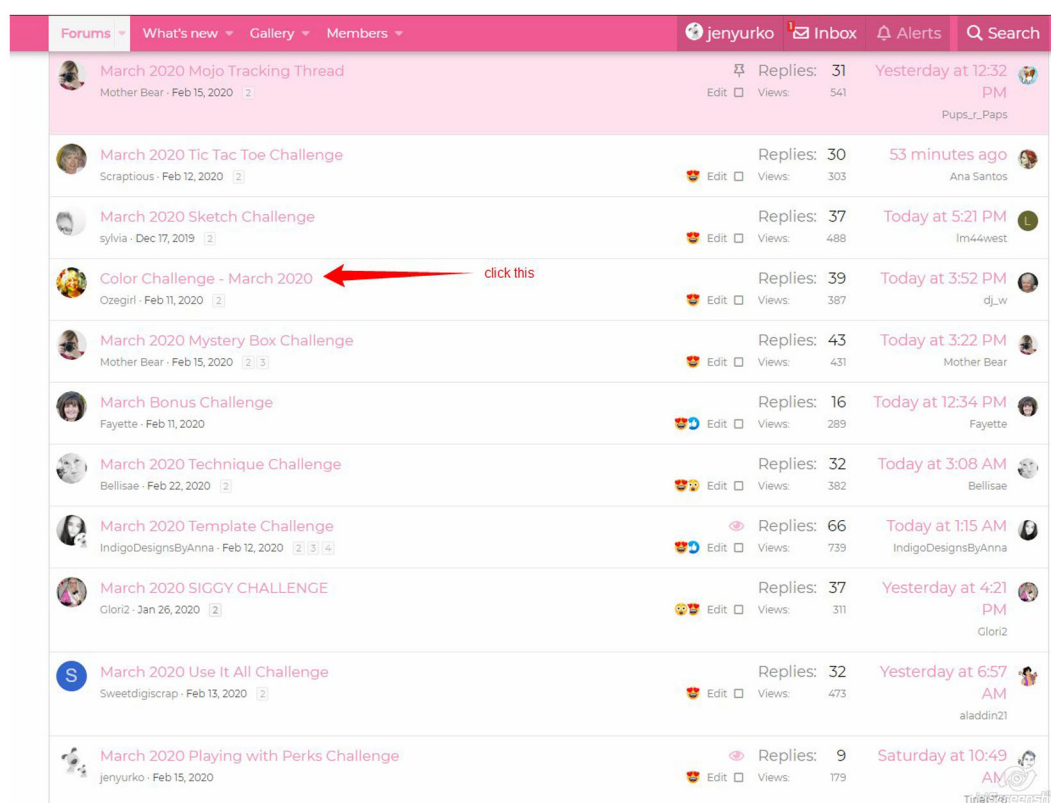 Forums What's new Gallery Members jenyurko 1 Inbox Alerts Search
March 2020 Mojo Tracking Thread Replies: 31 Yesterday at 12:32 PM
Mother Bear · Feb 15, 2020 2 Edit Views: 541
Pups_r_Paps
March 2020 Tic Tac Toe Challenge Replies: 30 53 minutes ago
Scraptious · Feb 12, 2020 2 Edit Views: 303 Ana Santos
March 2020 Sketch Challenge Replies: 37 Today at 5:21 PM L
sylvia · Dec 17, 2019 2 Edit Views: 488 lm44west
Color Challenge - March 2020 click this Replies: 39 Today at 3:52 PM
Ozegirl · Feb 11, 2020 2 Edit Views: 387 dj_w
March 2020 Mystery Box Challenge Replies: 43 Today at 3:22 PM
Mother Bear · Feb 15, 2020 2 3 Edit Views: 431 Mother Bear
March Bonus Challenge Replies: 16 Today at 12:34 PM
Fayette · Feb 11, 2020 Edit Views: 289 Fayette
March 2020 Technique Challenge Replies: 32 Today at 3:08 AM
Bellisae · Feb 22, 2020 2 Edit Views: 382 Bellisae
March 2020 Template Challenge Replies: 66 Today at 1:15 AM
IndigoDesignsByAnna · Feb 12, 2020 2 3 4 Edit Views: 739 IndigoDesignsByAnna
March 2020 SIGGY CHALLENGE Replies: 37 Yesterday at 4:21 PM
Glori2 · Jan 26, 2020 2 Edit Views: 311
Glori2
S March 2020 Use It All Challenge Replies: 32 Yesterday at 6:57 AM
Sweetdigiscrap · Feb 13, 2020 2 Edit Views: 473
aladdin21
March 2020 Playing with Perks Challenge Replies: 9 Saturday at 10:49 AM
jenyurko · Feb 15, 2020 Edit Views: 179